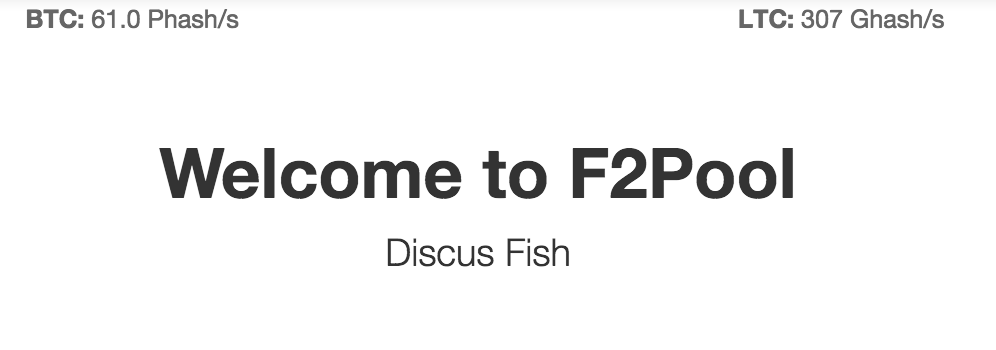 BTC: 61.0 Phash/s
LTC: 307 Ghash/s
Welcome to F2Pool
Discus Fish